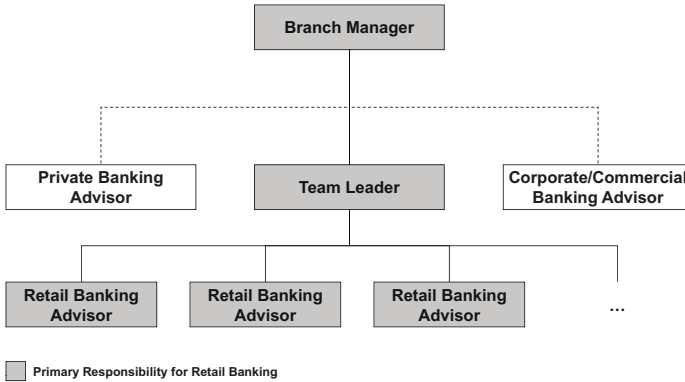 Branch Manager
Private Banking
Advisor
Team Leader
Corporate/Commercial
Banking Advisor
Retail Banking
Advisor
Retail Banking
Advisor
Retail Banking
Advisor
...
Primary Responsibility for Retail Banking